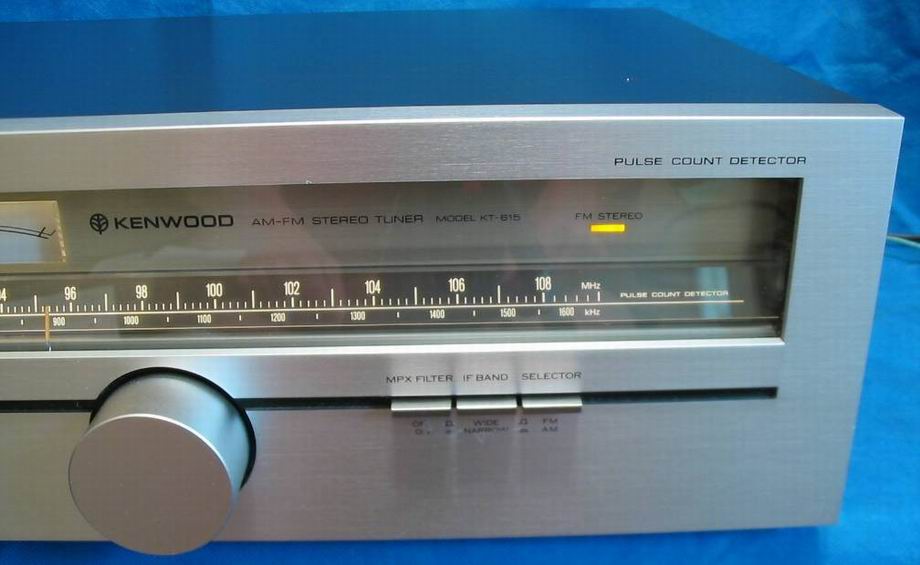 PULSE COUNT DETECTOR
KENWOOD AM-FM STEREO TUNER MODEL KT-615 FM STEREO
96 98 100 102 104 106 108 MHz
PULSE COUNT DETECTOR
900 1000 1100 1200 1300 1400 1500 1600 kHz
MPX FILTER IF BAND SELECTOR
WIDE FM
NARROW AM